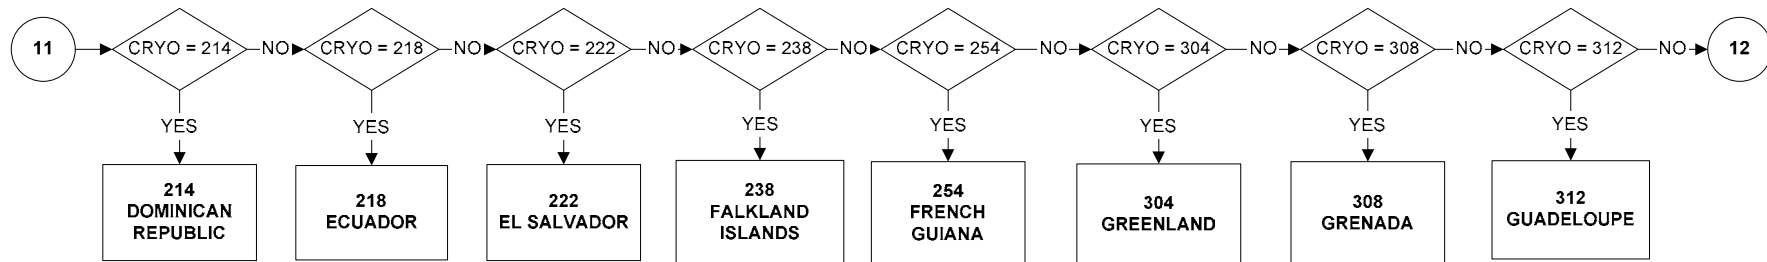 11
CRYO = 214
NO
CRYO = 218
NO
CRYO = 222
NO
CRYO = 238
NO
CRYO = 254
NO
CRYO = 304
NO
CRYO = 308
NO
CRYO = 312
NO
12
YES
YES
YES
YES
YES
YES
YES
YES
214
DOMINICAN
REPUBLIC
218
ECUADOR
222
EL SALVADOR
238
FALKLAND
ISLANDS
254
FRENCH
GUIANA
304
GREENLAND
308
GRENADA
312
GUADELOUPE